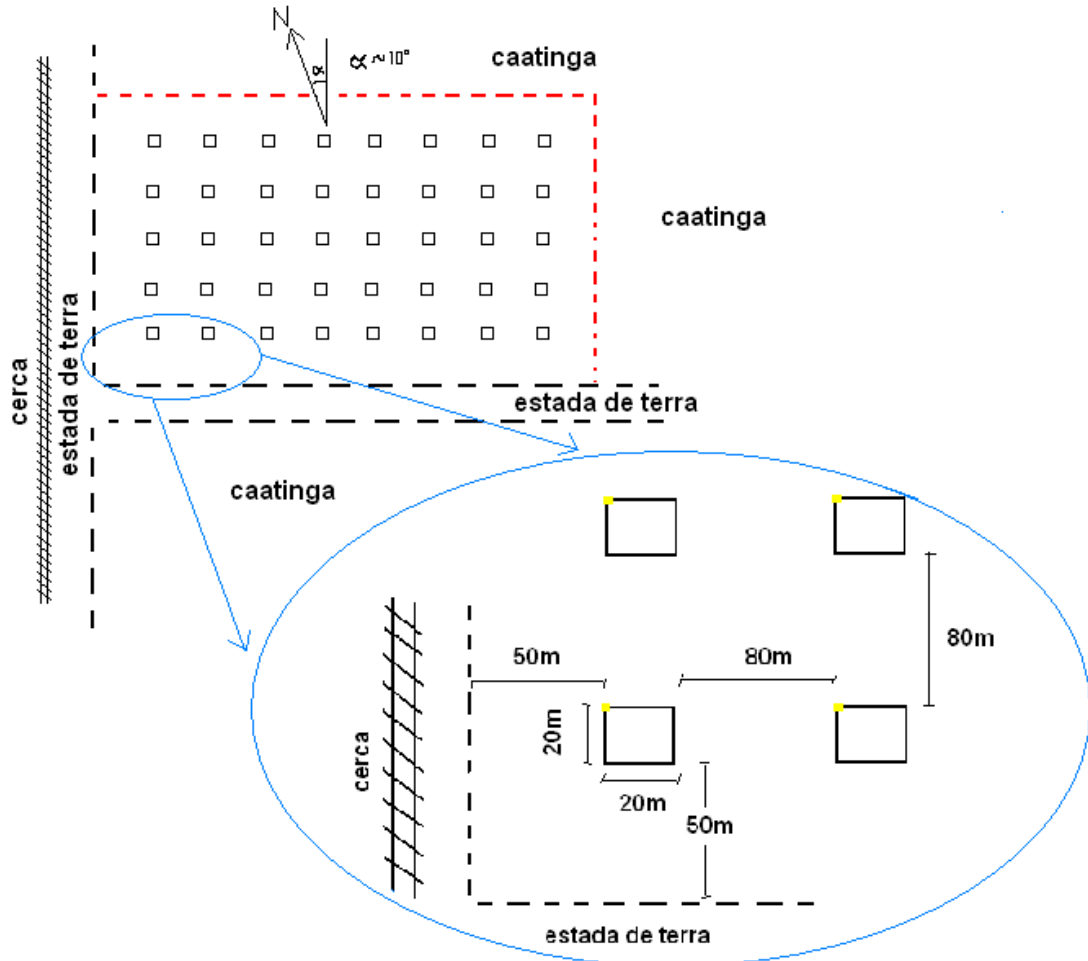 N
α
α ~10°
caatinga
caatinga
cerca
estada de terra
estada de terra
caatinga
50m
80m
80m
20m
20m
50m
cerca
estada de terra